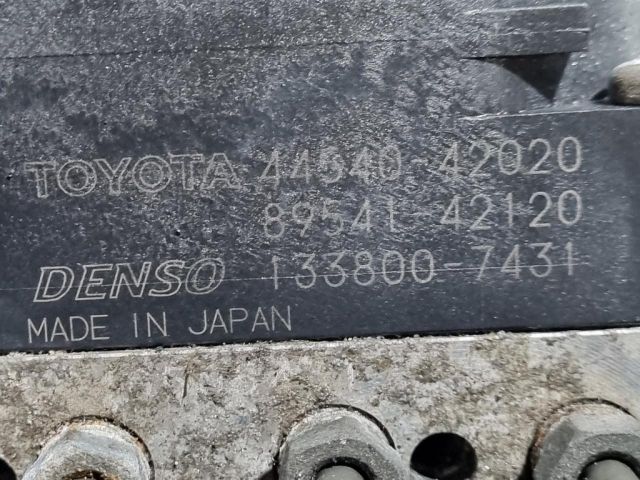 TOYOTA 44540-42020
89541-42120
DENSO 133800-7431
MADE IN JAPAN